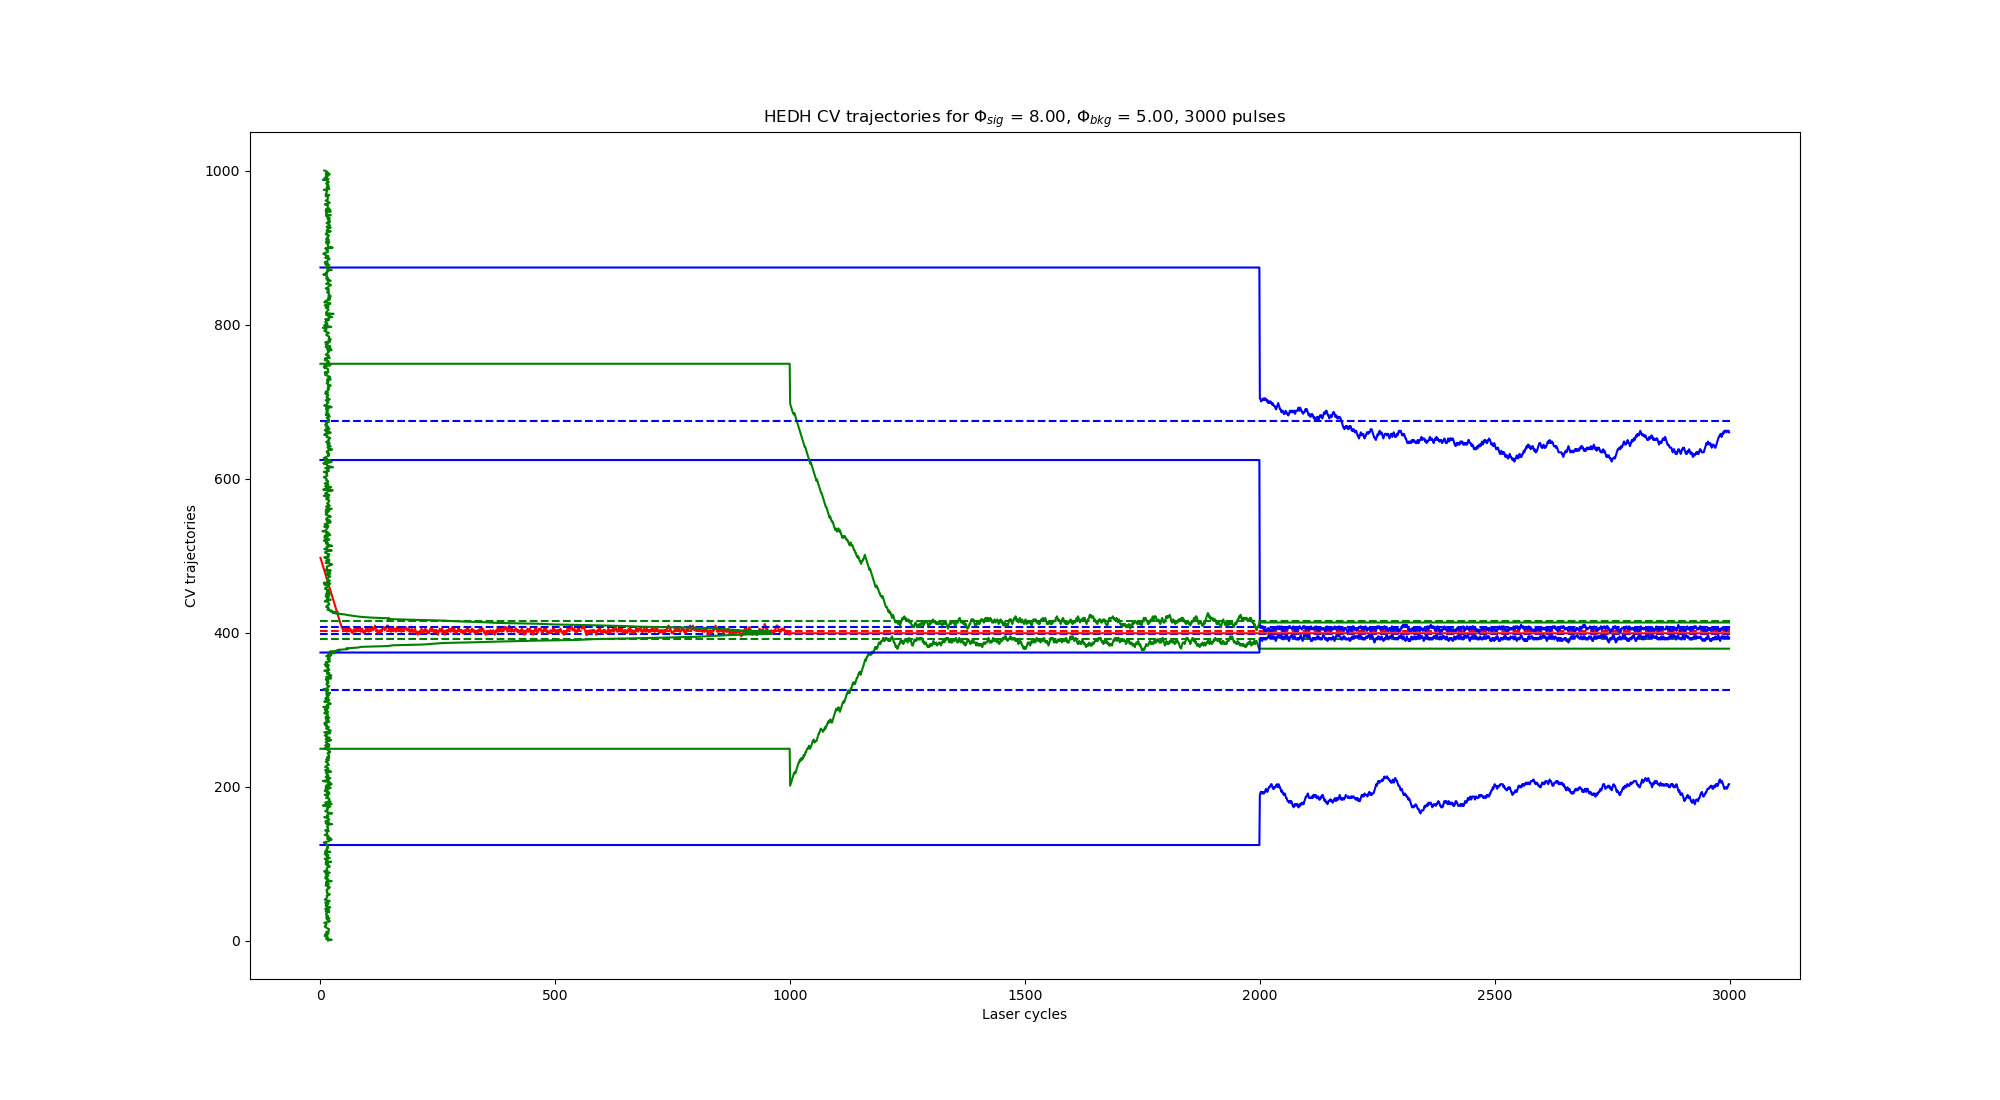 HEDH CV trajectories for Φsig = 8.00, Φbkg = 5.00, 3000 pulses
1000
800
600
400
200
0
CV trajectories
0 500 1000 1500 2000 2500 3000
Laser cycles